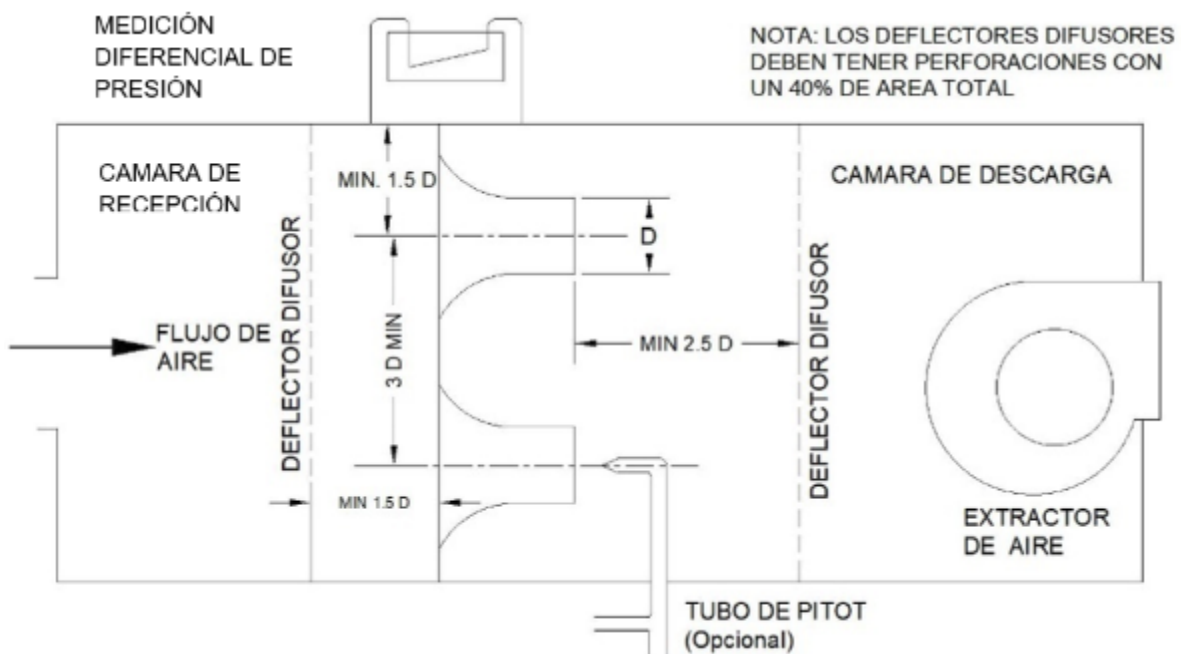 MEDICIÓN
DIFERENCIAL DE
PRESIÓN
NOTA: LOS DEFLECTORES DIFUSORES
DEBEN TENER PERFORACIONES CON
UN 40% DE AREA TOTAL
CAMARA DE
RECEPCIÓN
MIN. 1.5 D
CAMARA DE DESCARGA
D
DEFLECTOR DIFUSOR
FLUJO DE
AIRE
3 D MIN
MIN 2.5 D
DEFLECTOR DIFUSOR
MIN 1.5 D
EXTRACTOR
DE AIRE
TUBO DE PITOT
(Opcional)